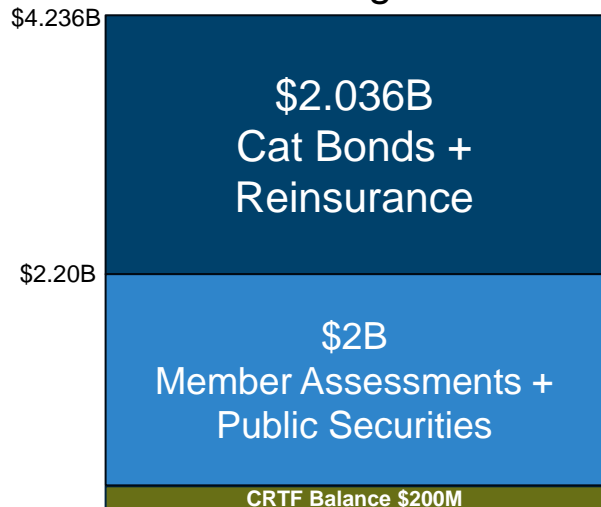 $4.236B
$2.036B
Cat Bonds +
Reinsurance
$2.20B
$2B
Member Assessments +
Public Securities
CRTF Balance $200M